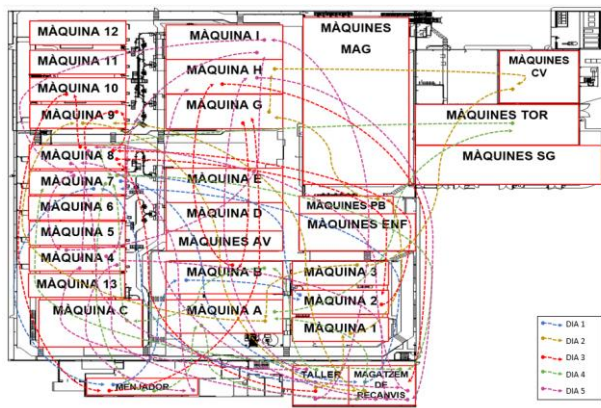 MÀQUINA 12
MÀQUINA 11
MÀQUINA 10
MÀQUINA 9
MÀQUINA 8
MÀQUINA 7
MÀQUINA 6
MÀQUINA 5
MÀQUINA 4
MÀQUINA 13
MÀQUINA C
MÀQUINA I
MÀQUINA H
MÀQUINA G
MÀQUINA E
MÀQUINA D
MÀQUINES AV
MÀQUINA B
MÀQUINA A
MÀQUINES
MAG
MÀQUINES
CV
MÀQUINES TOR
MÀQUINES SG
MÀQUINES PB
MÀQUINES ENF
MÀQUINA 3
MÀQUINA 2
MÀQUINA 1
MENJADOR
TALLER
MAGATZEM
DE
RECANVIS
DIA 1
DIA 2
DIA 3
DIA 4
DIA 5